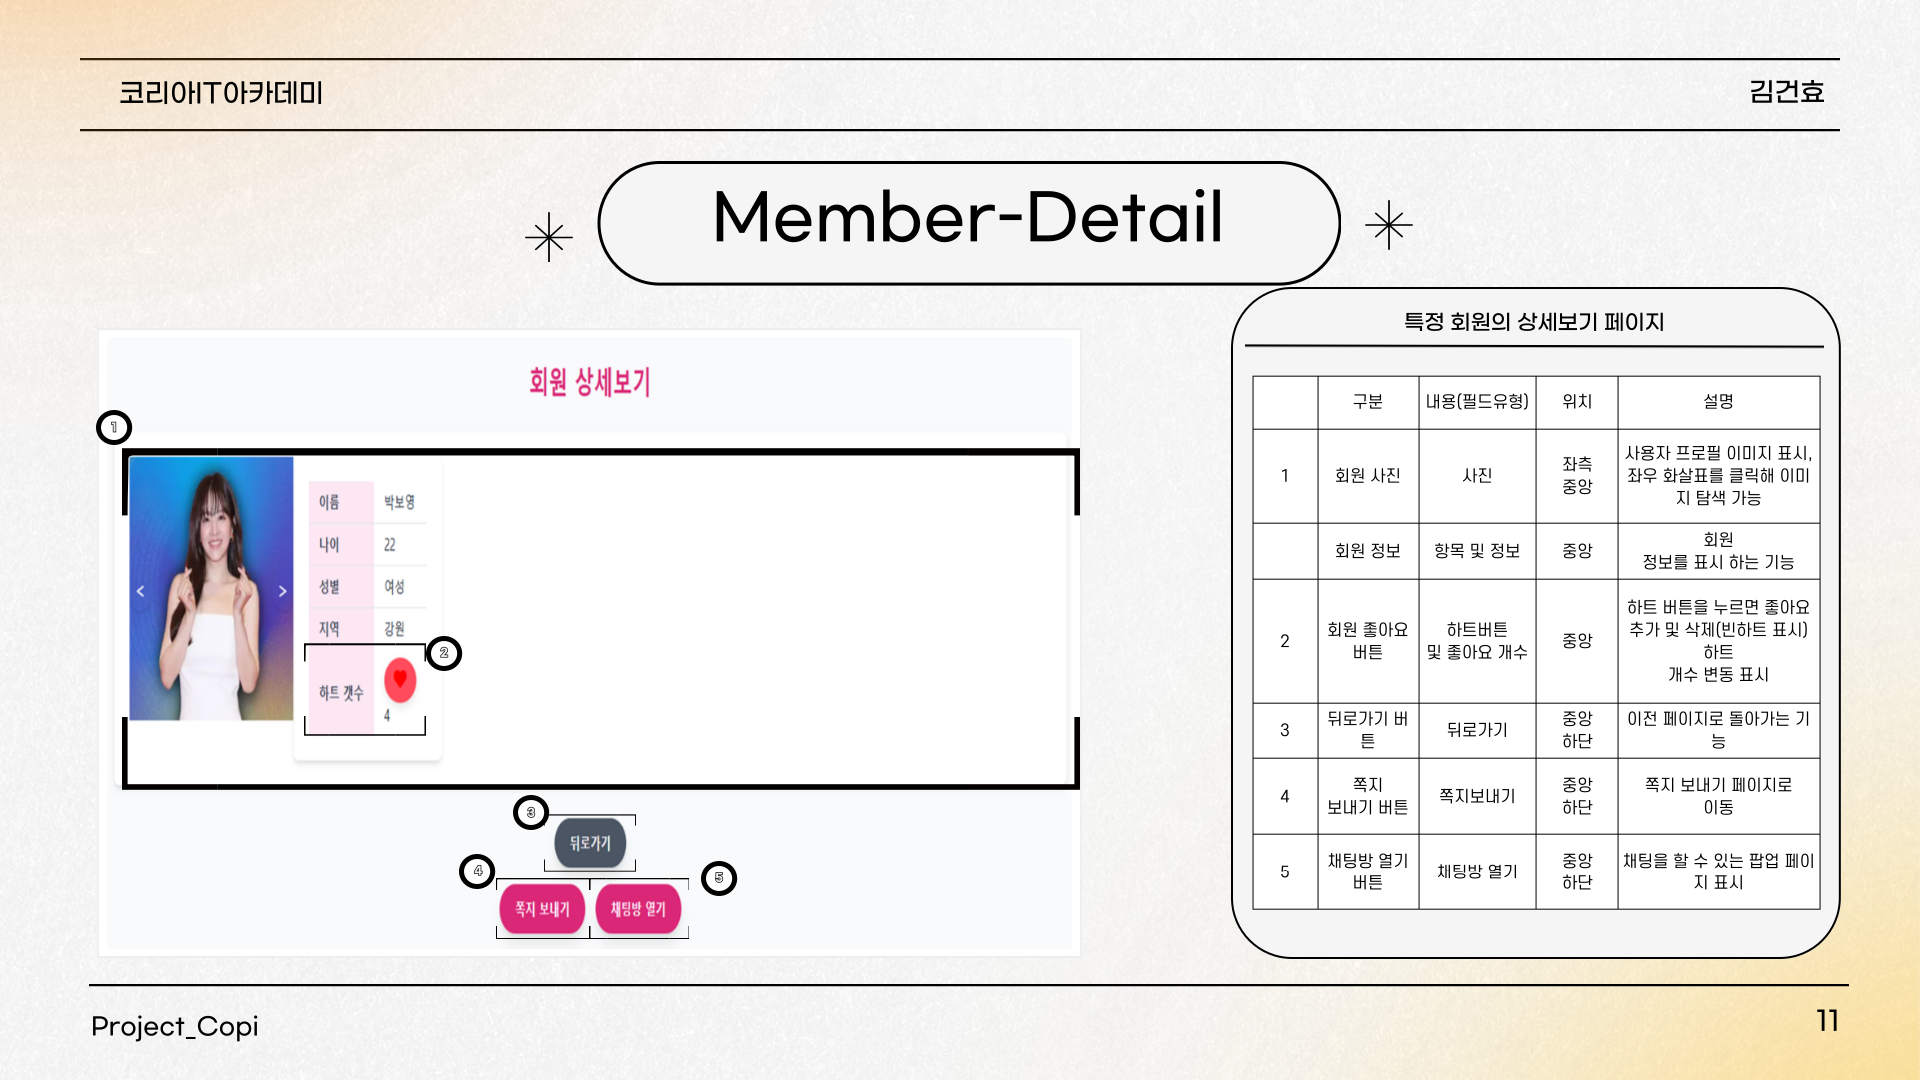 코리아IT아카데미
김건효
Member-Detail
회원 상세보기
1
이름 박보영
나이 22
성별 여성
지역 강원
2
하트 갯수
4
3
뒤로가기
4
5
쪽지 보내기
채팅방 열기
특정 회원의 상세보기 페이지
구분 내용(필드유형) 위치 설명
1 회원 사진 사진 좌측
중앙
사용자 프로필 이미지 표시,
좌우 화살표를 클릭해 이미
지 탐색 가능
회원 정보 항목 및 정보 중앙 회원
정보를 표시 하는 기능
2 회원 좋아요
버튼
하트버튼
및 좋아요 개수
중앙
하트 버튼을 누르면 좋아요
추가 및 삭제(빈하트 표시)
하트
개수 변동 표시
3 뒤로가기 버
튼
뒤로가기
중앙
하단
이전 페이지로 돌아가는 기
능
4 쪽지
보내기 버튼
쪽지보내기
중앙
하단
쪽지 보내기 페이지로
이동
5 채팅방 열기
버튼
채팅방 열기
중앙
하단
채팅을 할 수 있는 팝업 페이
지 표시
Project_Copi
11